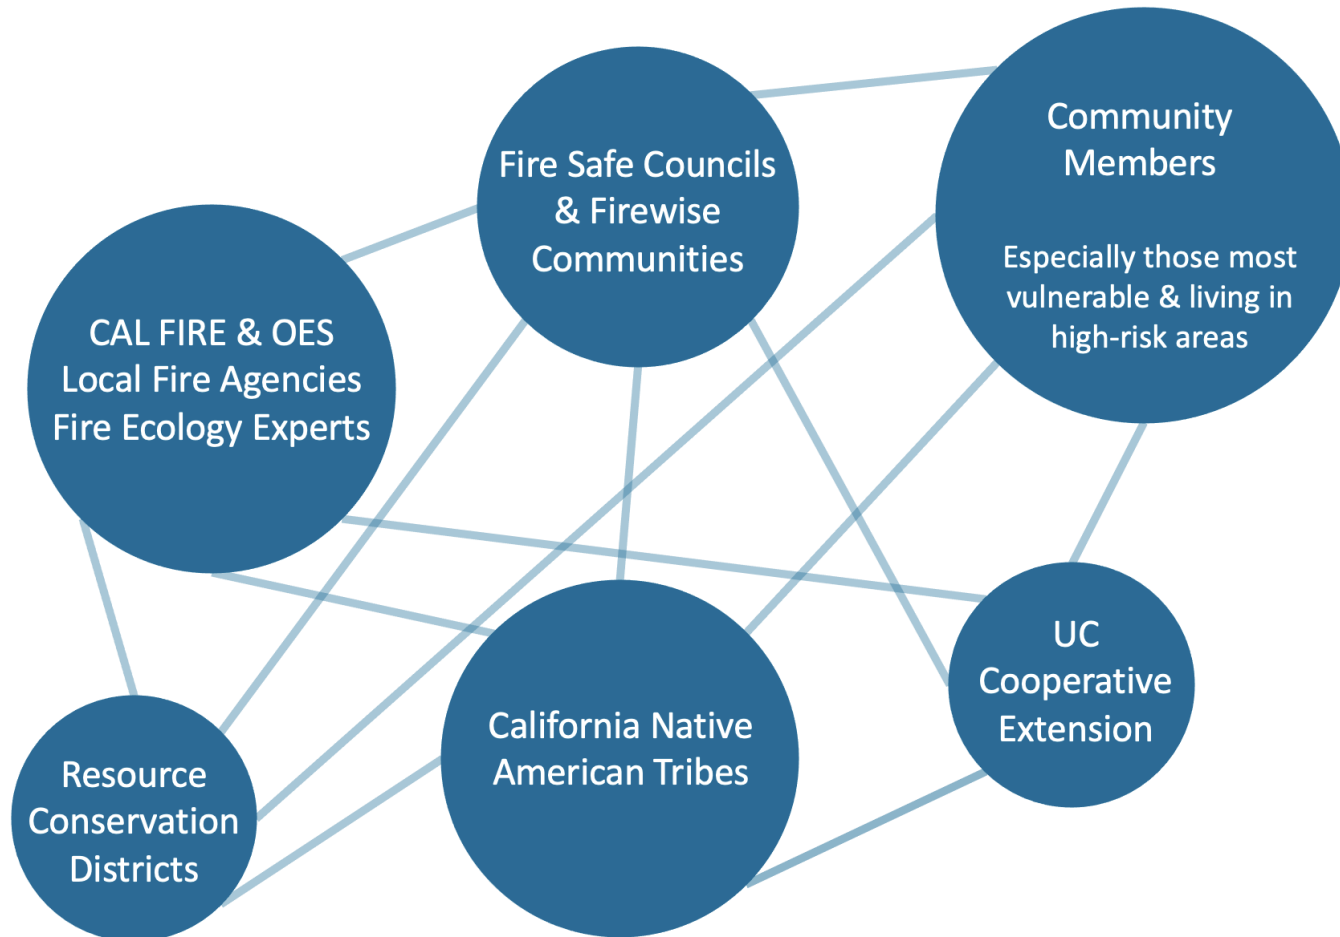 Community
Members
Especially those most
vulnerable & living in
high-risk areas
Fire Safe Councils
& Firewise
Communities
CAL FIRE & OES
Local Fire Agencies
Fire Ecology Experts
UC
Cooperative
Extension
California Native
American Tribes
Resource
Conservation
Districts